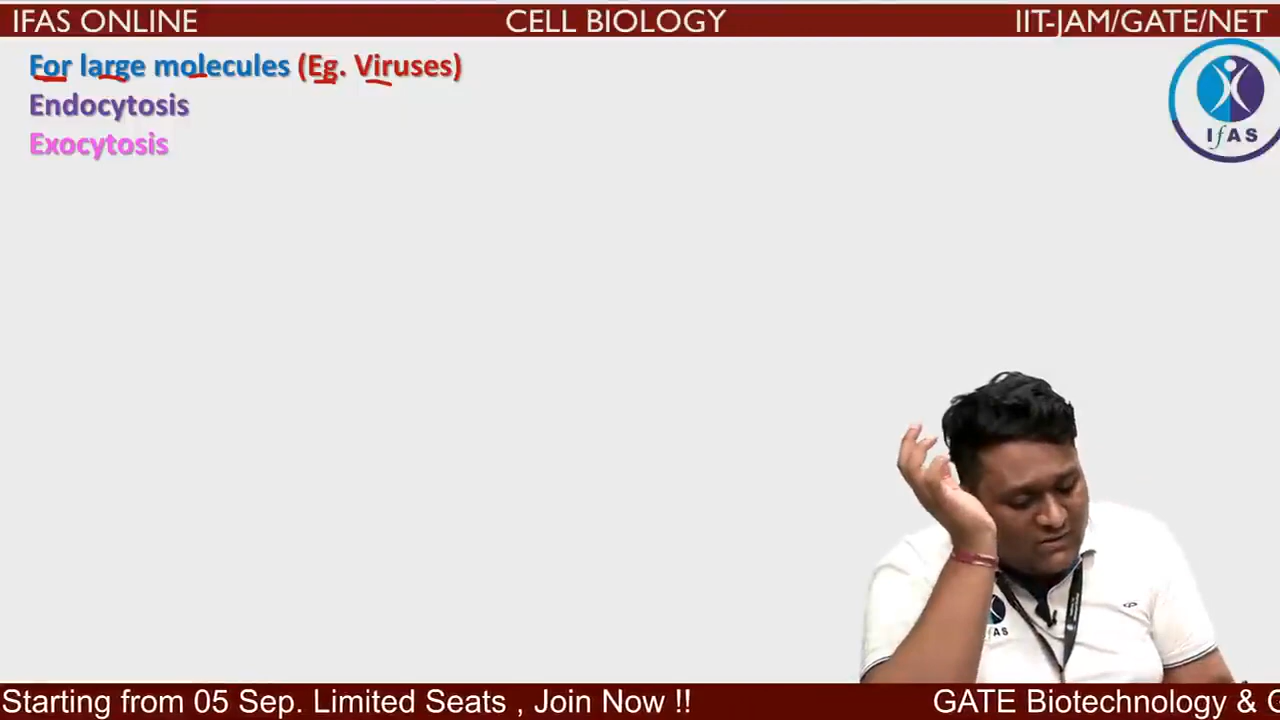 IFAS ONLINE CELL BIOLOGY IIT-JAM/GATE/NET
For large molecules (Eg. Viruses)
Endocytosis
Exocytosis
IfAS
IfAS
Starting from 05 Sep. Limited Seats , Join Now !! GATE Biotechnology &